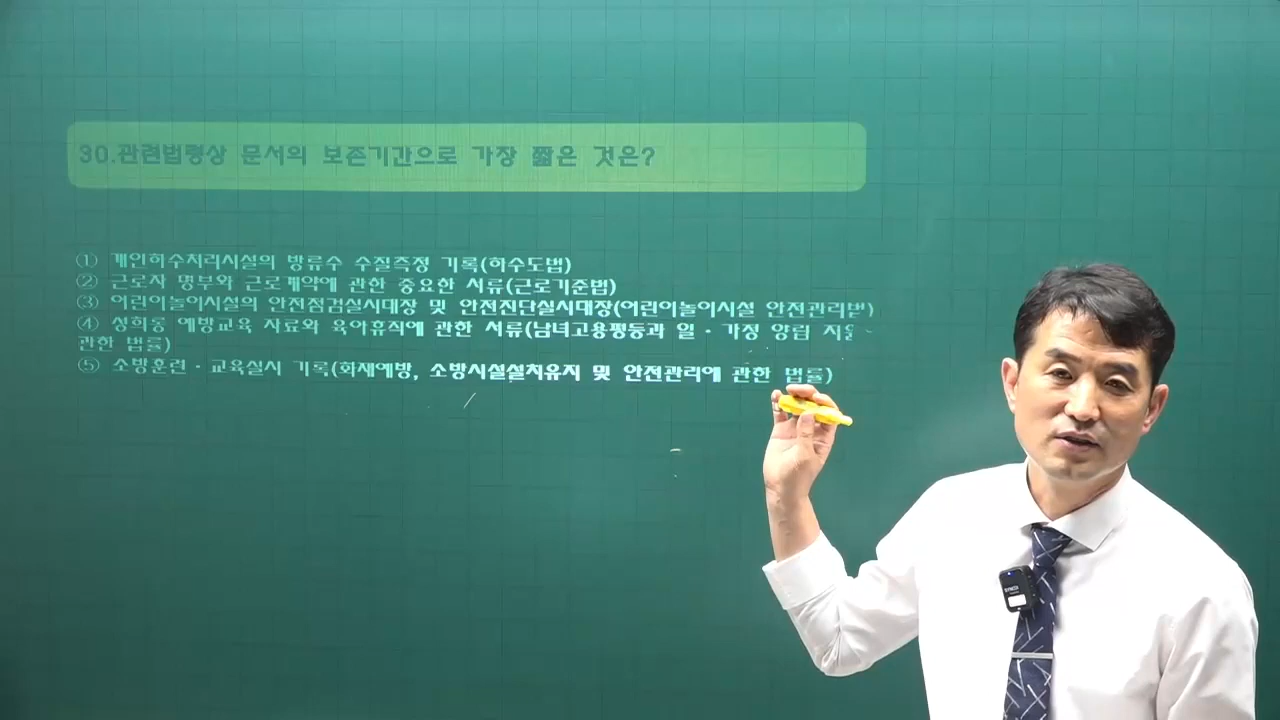 30.관련법령상 문서의 보존기간으로 가장 짧은 것은?
① 개인하수처리시설의 방류수 수질측정 기록(하수도법)
② 근로자 명부와 근로계약에 관한 중요한 서류(근로기준법)
③ 어린이놀이시설의 안전점검실시대장 및 안전진단실시대장(어린이놀이시설 안전관리법)
④ 성희롱 예방교육 자료와 육아휴직에 관한 서류(남녀고용평등과 일·가정 양립 지원
관한 법률)
⑤ 소방훈련·교육실시 기록(화재예방, 소방시설설치유지 및 안전관리에 관한 법률)